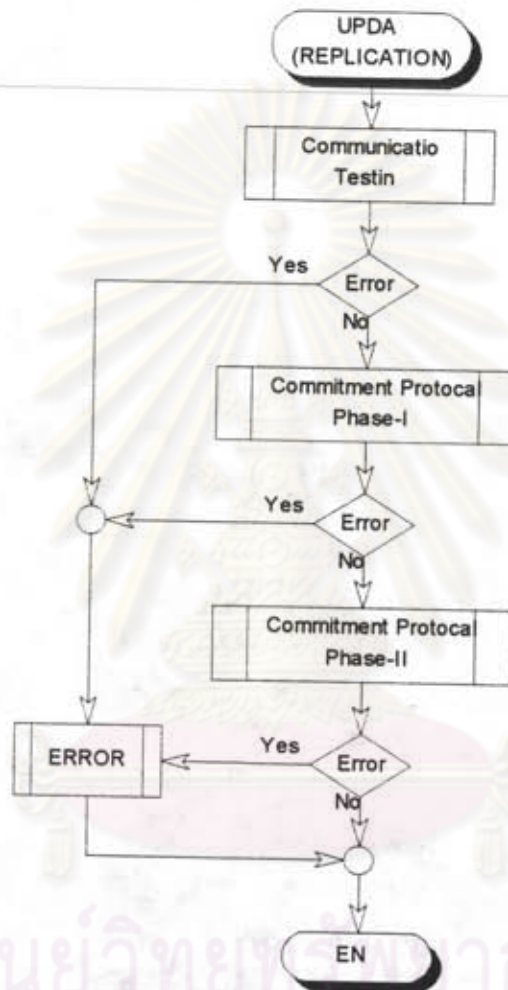 UPDA
(REPLICATION)
Communicatio
Testin
Yes
Error
No
Commitment Protocal
Phase-I
Yes
Error
No
Commitment Protocal
Phase-II
ERROR
Yes
Error
No
EN